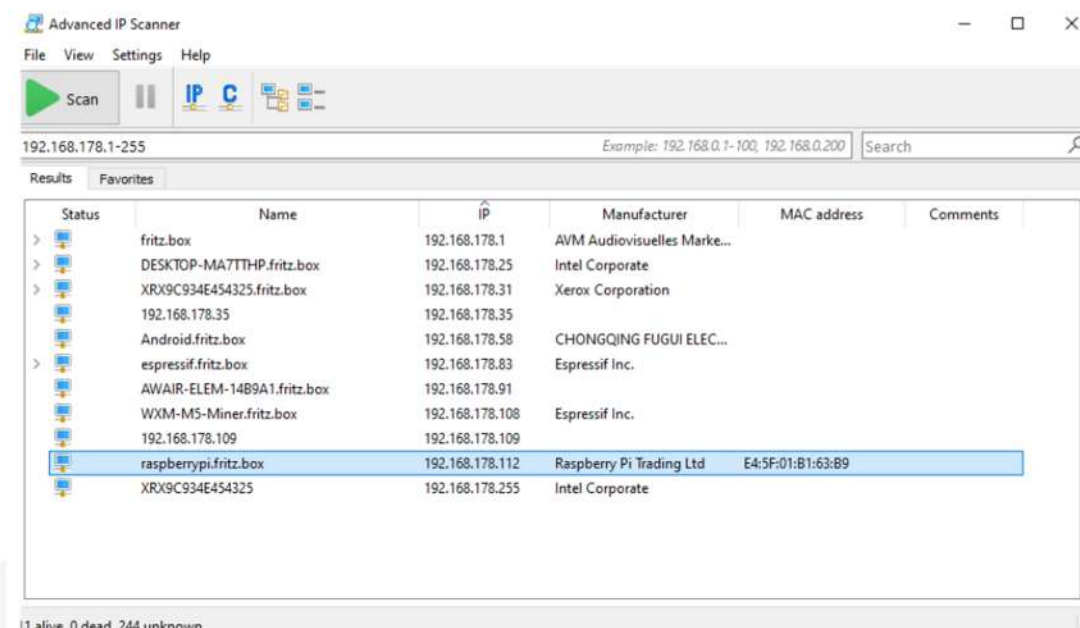 Advanced IP Scanner
File View Settings Help
Scan IP C
192.168.178.1-255 Example: 192.168.0.1-100, 192.168.0.200 Search
Results Favorites
Status Name IP Manufacturer MAC address Comments
fritz.box 192.168.178.1 AVM Audiovisuelles Marke...
DESKTOP-MA7TTHP.fritz.box 192.168.178.25 Intel Corporate
XRX9C934E454325.fritz.box 192.168.178.31 Xerox Corporation
192.168.178.35 192.168.178.35
Android.fritz.box 192.168.178.58 CHONGQING FUGUI ELEC...
espressif.fritz.box 192.168.178.83 Espressif Inc.
AWAIR-ELEM-14B9A1.fritz.box 192.168.178.91
WXM-M5-Miner.fritz.box 192.168.178.108 Espressif Inc.
192.168.178.109 192.168.178.109
raspberrypi.fritz.box 192.168.178.112 Raspberry Pi Trading Ltd E4:5F:01:B1:63:B9
XRX9C934E454325 192.168.178.255 Intel Corporate
alive, 0 dead, 244 unknown